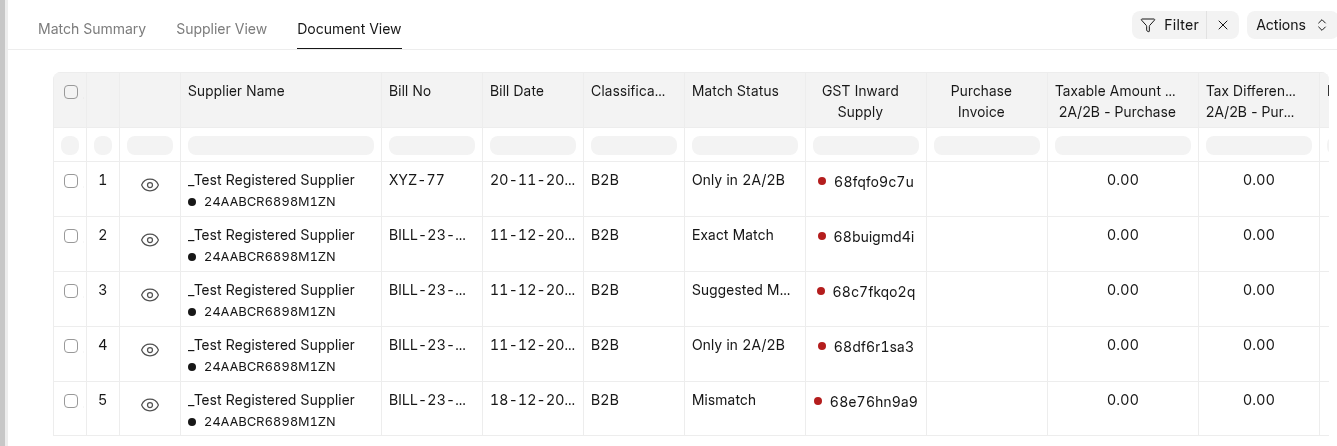 Match Summary Supplier View Document View Filter Actions
Supplier Name Bill No Bill Date Classifica... Match Status GST Inward Supply Purchase Invoice Taxable Amount ... 2A/2B - Purchase Tax Differen... 2A/2B - Pur...
1 _Test Registered Supplier XYZ-77 20-11-20... B2B Only in 2A/2B 68fqfo9c7u 0.00 0.00
24AABCR6898M1ZN
2 _Test Registered Supplier BILL-23-... 11-12-20... B2B Exact Match 68buigmd4i 0.00 0.00
24AABCR6898M1ZN
3 _Test Registered Supplier BILL-23-... 11-12-20... B2B Suggested M... 68c7fkqo2q 0.00 0.00
24AABCR6898M1ZN
4 _Test Registered Supplier BILL-23-... 11-12-20... B2B Only in 2A/2B 68df6r1sa3 0.00 0.00
24AABCR6898M1ZN
5 _Test Registered Supplier BILL-23-... 18-12-20... B2B Mismatch 68e76hn9a9 0.00 0.00
24AABCR6898M1ZN